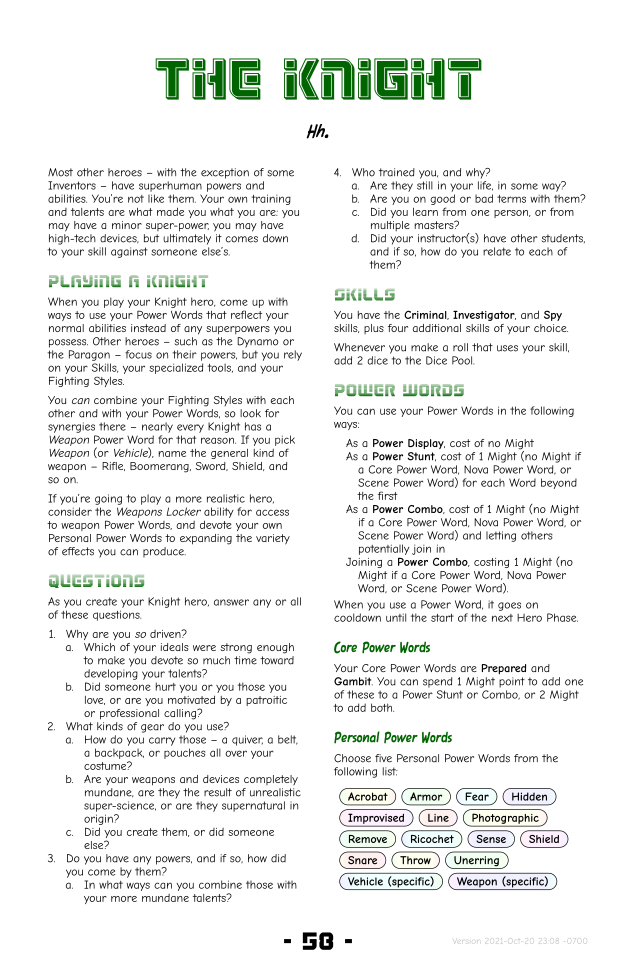 THE KNIGHT
Hh.
Most other heroes – with the exception of some
Inventors – have superhuman powers and
abilities. You're not like them. Your own training
and talents are what made you what you are: you
may have a minor super-power, you may have
high-tech devices, but ultimately it comes down
to your skill against someone else's.
PLAYING A KNIGHT
When you play your Knight hero, come up with
ways to use your Power Words that reflect your
normal abilities instead of any superpowers you
possess. Other heroes – such as the Dynamo or
the Paragon – focus on their powers, but you rely
on your Skills, your specialized tools, and your
Fighting Styles.
You can combine your Fighting Styles with each
other and with your Power Words, so look for
synergies there – nearly every Knight has a
Weapon Power Word for that reason. If you pick
Weapon (or Vehicle), name the general kind of
weapon – Rifle, Boomerang, Sword, Shield, and
so on.
If you're going to play a more realistic hero,
consider the Weapons Locker ability for access
to weapon Power Words, and devote your own
Personal Power Words to expanding the variety
of effects you can produce.
QUESTIONS
As you create your Knight hero, answer any or all
of these questions.
1. Why are you so driven?
a. Which of your ideals were strong enough
to make you devote so much time toward
developing your talents?
b. Did someone hurt you or you those you
love, or are you motivated by a patroitic
or professional calling?
2. What kinds of gear do you use?
a. How do you carry those – a quiver, a belt,
a backpack, or pouches all over your
costume?
b. Are your weapons and devices completely
mundane, are they the result of unrealistic
super-science, or are they supernatural in
origin?
c. Did you create them, or did someone
else?
3. Do you have any powers, and if so, how did
you come by them?
a. In what ways can you combine those with
your more mundane talents?
4. Who trained you, and why?
a. Are they still in your life, in some way?
b. Are you on good or bad terms with them?
c. Did you learn from one person, or from
multiple masters?
d. Did your instructor(s) have other students,
and if so, how do you relate to each of
them?
SKILLS
You have the Criminal, Investigator, and Spy
skills, plus four additional skills of your choice.
Whenever you make a roll that uses your skill,
add 2 dice to the Dice Pool.
POWER WORDS
You can use your Power Words in the following
ways:
As a Power Display, cost of no Might
As a Power Stunt, cost of 1 Might (no Might if
a Core Power Word, Nova Power Word, or
Scene Power Word) for each Word beyond
the first
As a Power Combo, cost of 1 Might (no Might
if a Core Power Word, Nova Power Word, or
Scene Power Word) and letting others
potentially join in
Joining a Power Combo, costing 1 Might (no
Might if a Core Power Word, Nova Power
Word, or Scene Power Word).
When you use a Power Word, it goes on
cooldown until the start of the next Hero Phase.
Core Power Words
Your Core Power Words are Prepared and
Gambit. You can spend 1 Might point to add one
of these to a Power Stunt or Combo, or 2 Might
to add both.
Personal Power Words
Choose five Personal Power Words from the
following list:
Acrobat Armor Fear Hidden
Improvised Line Photographic
Remove Ricochet Sense Shield
Snare Throw Unerring
Vehicle (specific) Weapon (specific)
- 58 -
Version 2021-Oct-20 23:08 -0700